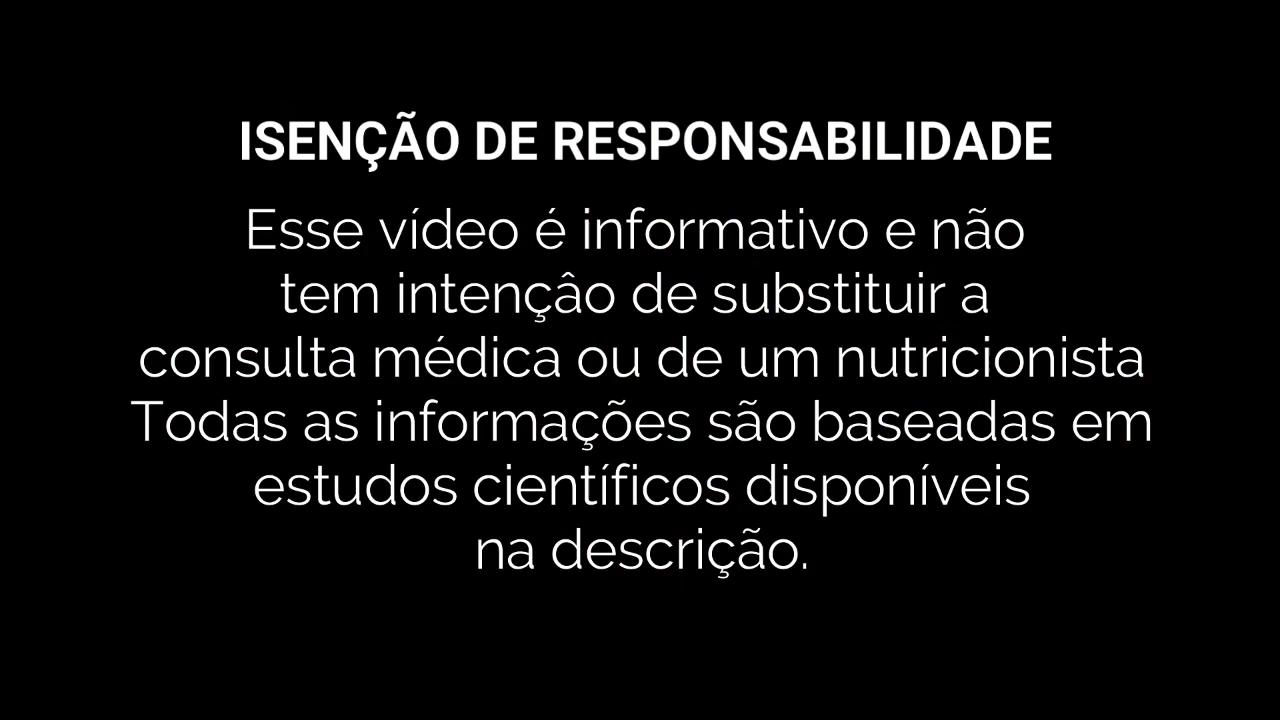 ISENÇÃO DE RESPONSABILIDADE
Esse vídeo é informativo e não
tem intenção de substituir a
consulta médica ou de um nutricionista
Todas as informações são baseadas em
estudos científicos disponíveis
na descrição.